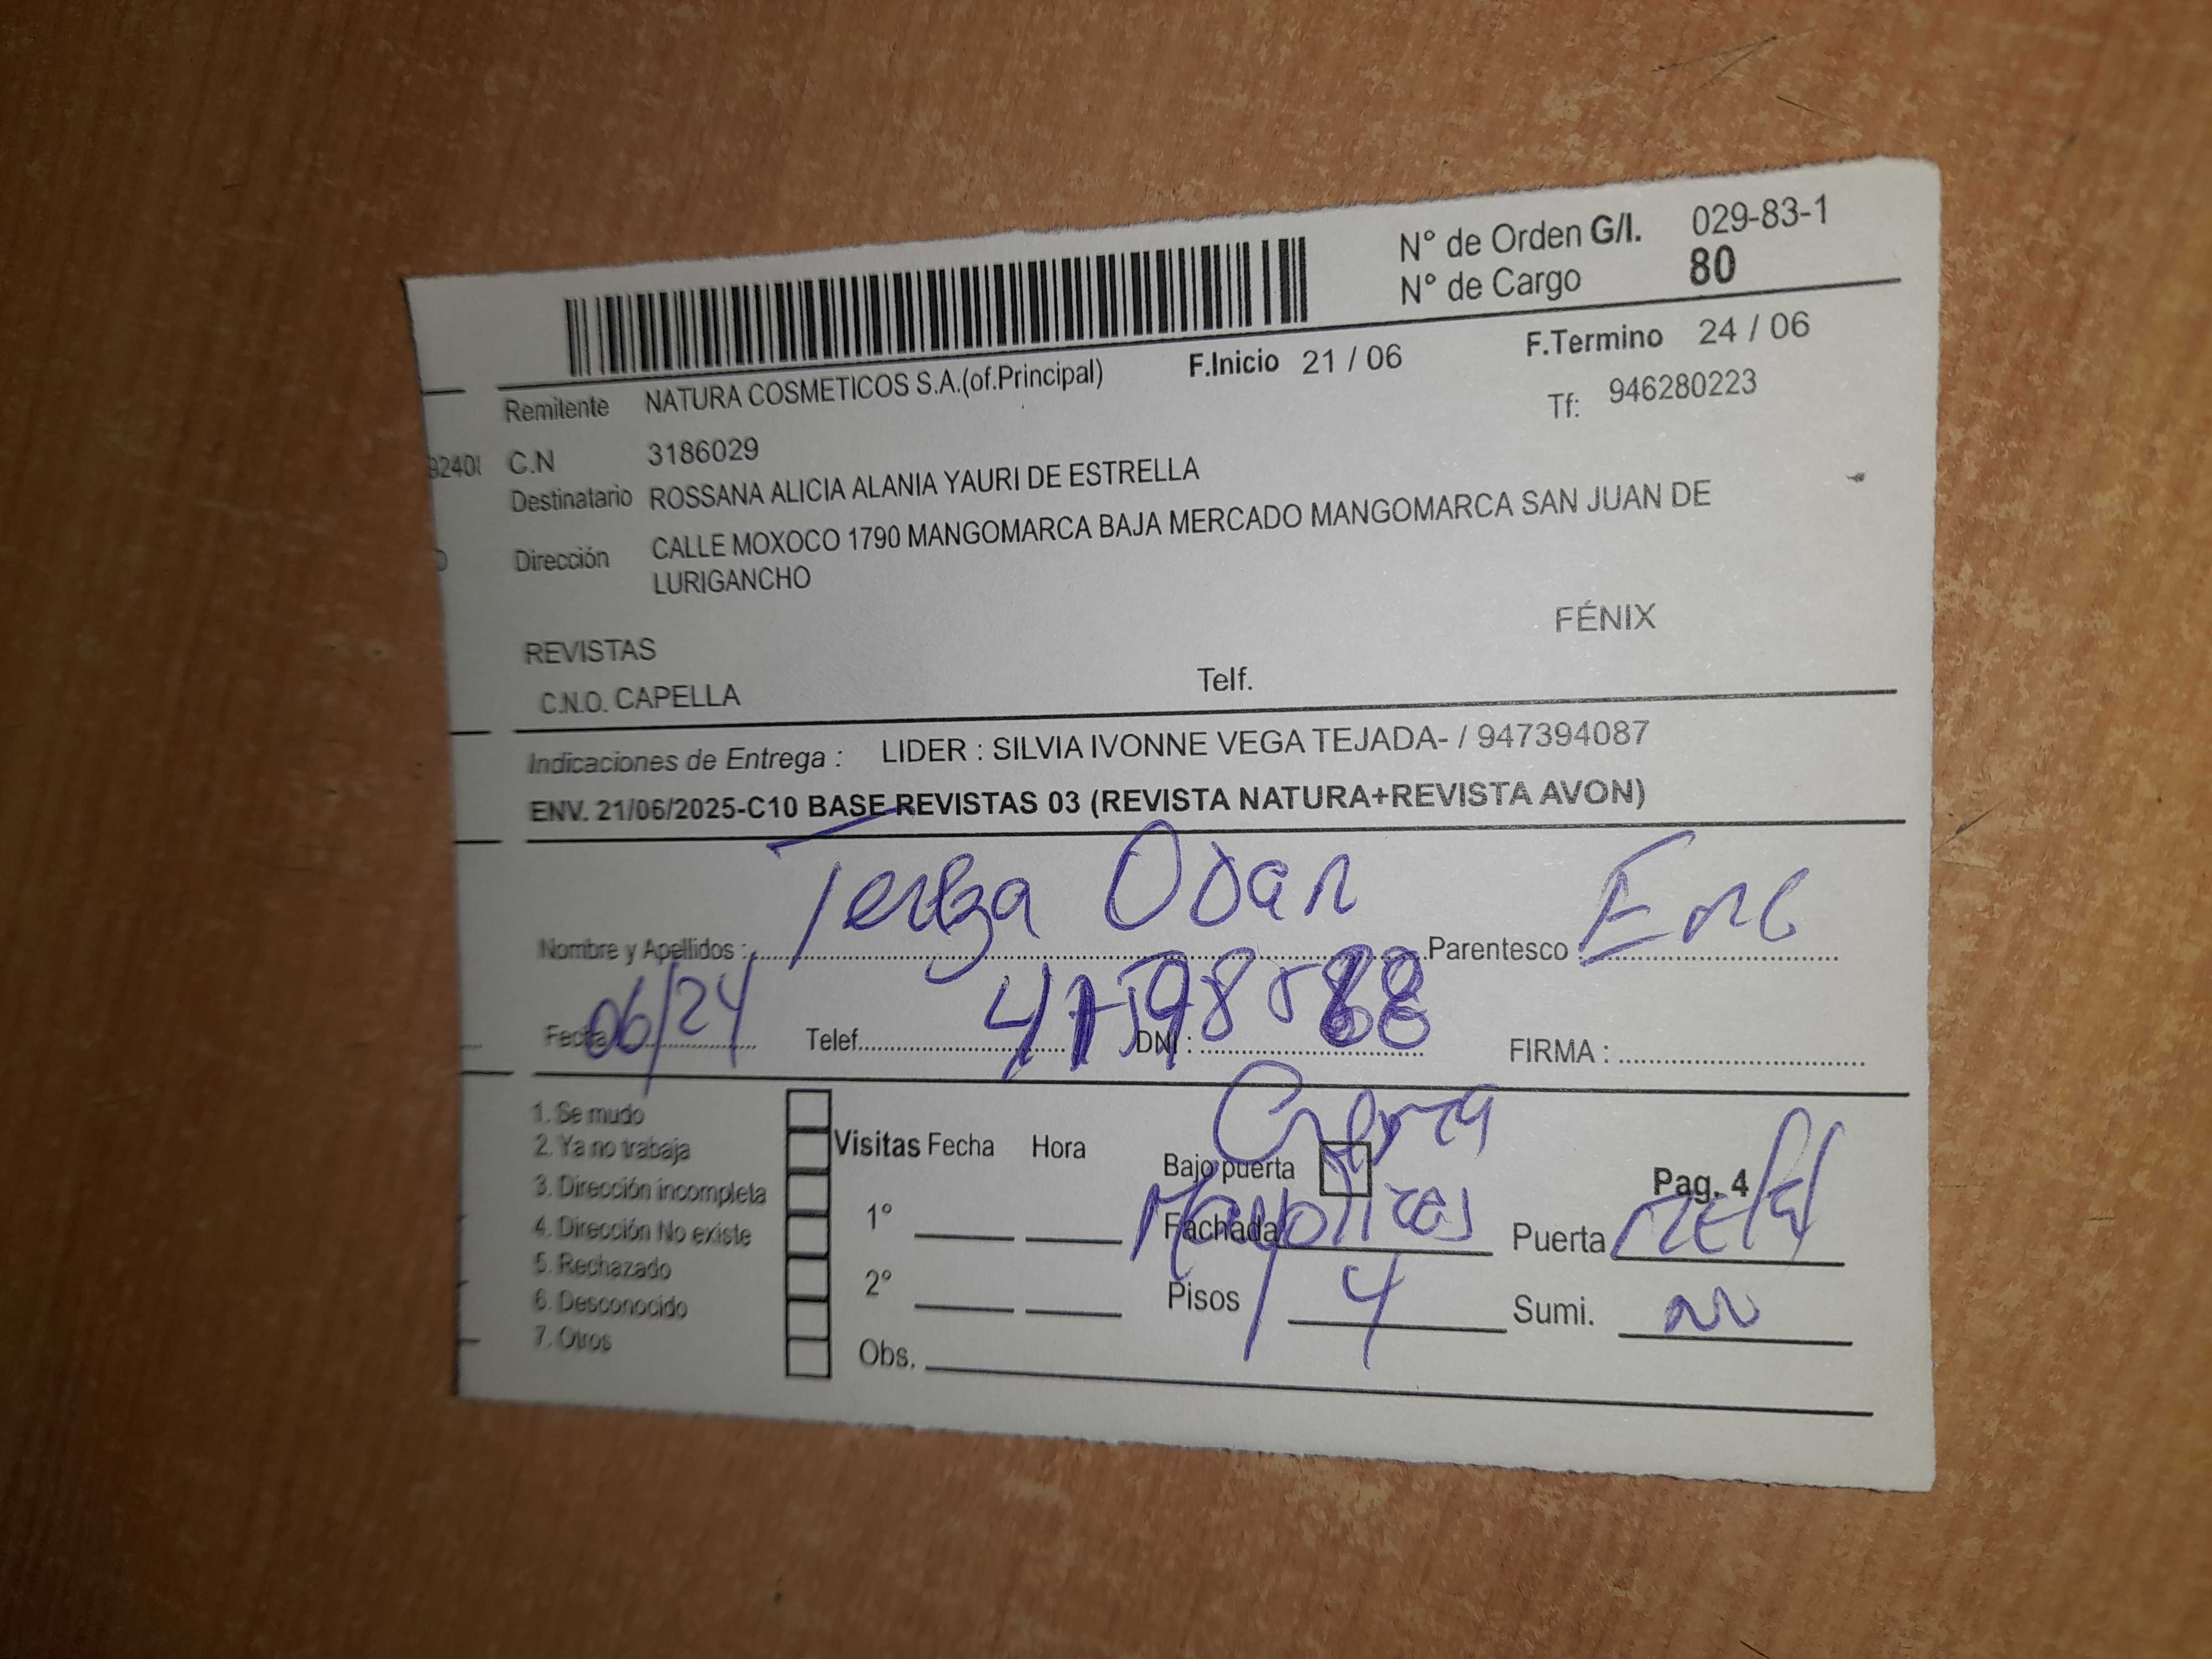 N° de Orden G/I. 029-83-1
N° de Cargo 80
F.Inicio 21 / 06 F.Termino 24 / 06
Remitente NATURA COSMETICOS S.A.(of.Principal)
Tf: 946280223
C.N 3186029
Destinatario ROSSANA ALICIA ALANIA YAURI DE ESTRELLA
Dirección CALLE MOXOCO 1790 MANGOMARCA BAJA MERCADO MANGOMARCA SAN JUAN DE
LURIGANCHO
FÉNIX
REVISTAS
C.N.O. CAPELLA Telf.
Indicaciones de Entrega : LIDER : SILVIA IVONNE VEGA TEJADA- / 947394087
ENV. 21/06/2025-C10 BASE REVISTAS 03 (REVISTA NATURA+REVISTA AVON)
Nombre y Apellidos : Parentesco :
Fecha 06/24 Telef. DNI : FIRMA :
1. Se mudo
2. Ya no trabaja
3. Dirección incompleta
4. Dirección No existe
5. Rechazado
6. Desconocido
7. Otros
Visitas Fecha Hora
1°
2°
Obs.
Bajo puerta Pag. 4
Fachada Puerta
Pisos 4 Sumi.